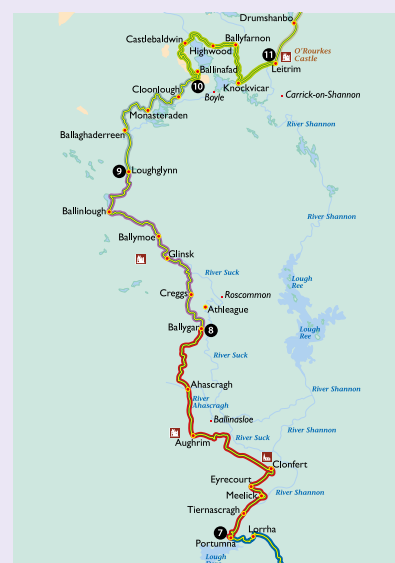 Drumshanbo
Castlebaldwin
Ballyfarnon
Highwood
11
O'Rourkes
Castle
Leitrim
Ballinafad
Cloonlough
10
Boyle
Knockvicar
Carrick-on-Shannon
Monasteraden
River Shannon
Ballaghaderreen
9
Loughglynn
Ballinlough
River Shannon
Ballymoe
Glinsk
River Suck
Lough
Ree
Creggs
Roscommon
Athleague
Ballygar
8
Lough
Ree
River Suck
Ahascragh
River Shannon
River
Ahascragh
Ballinasloe
River Shannon
Aughrim
River Suck
Clonfert
Eyrecourt
Meelick
River Shannon
Tiernascragh
7
Lorrha
Portumna
Lough